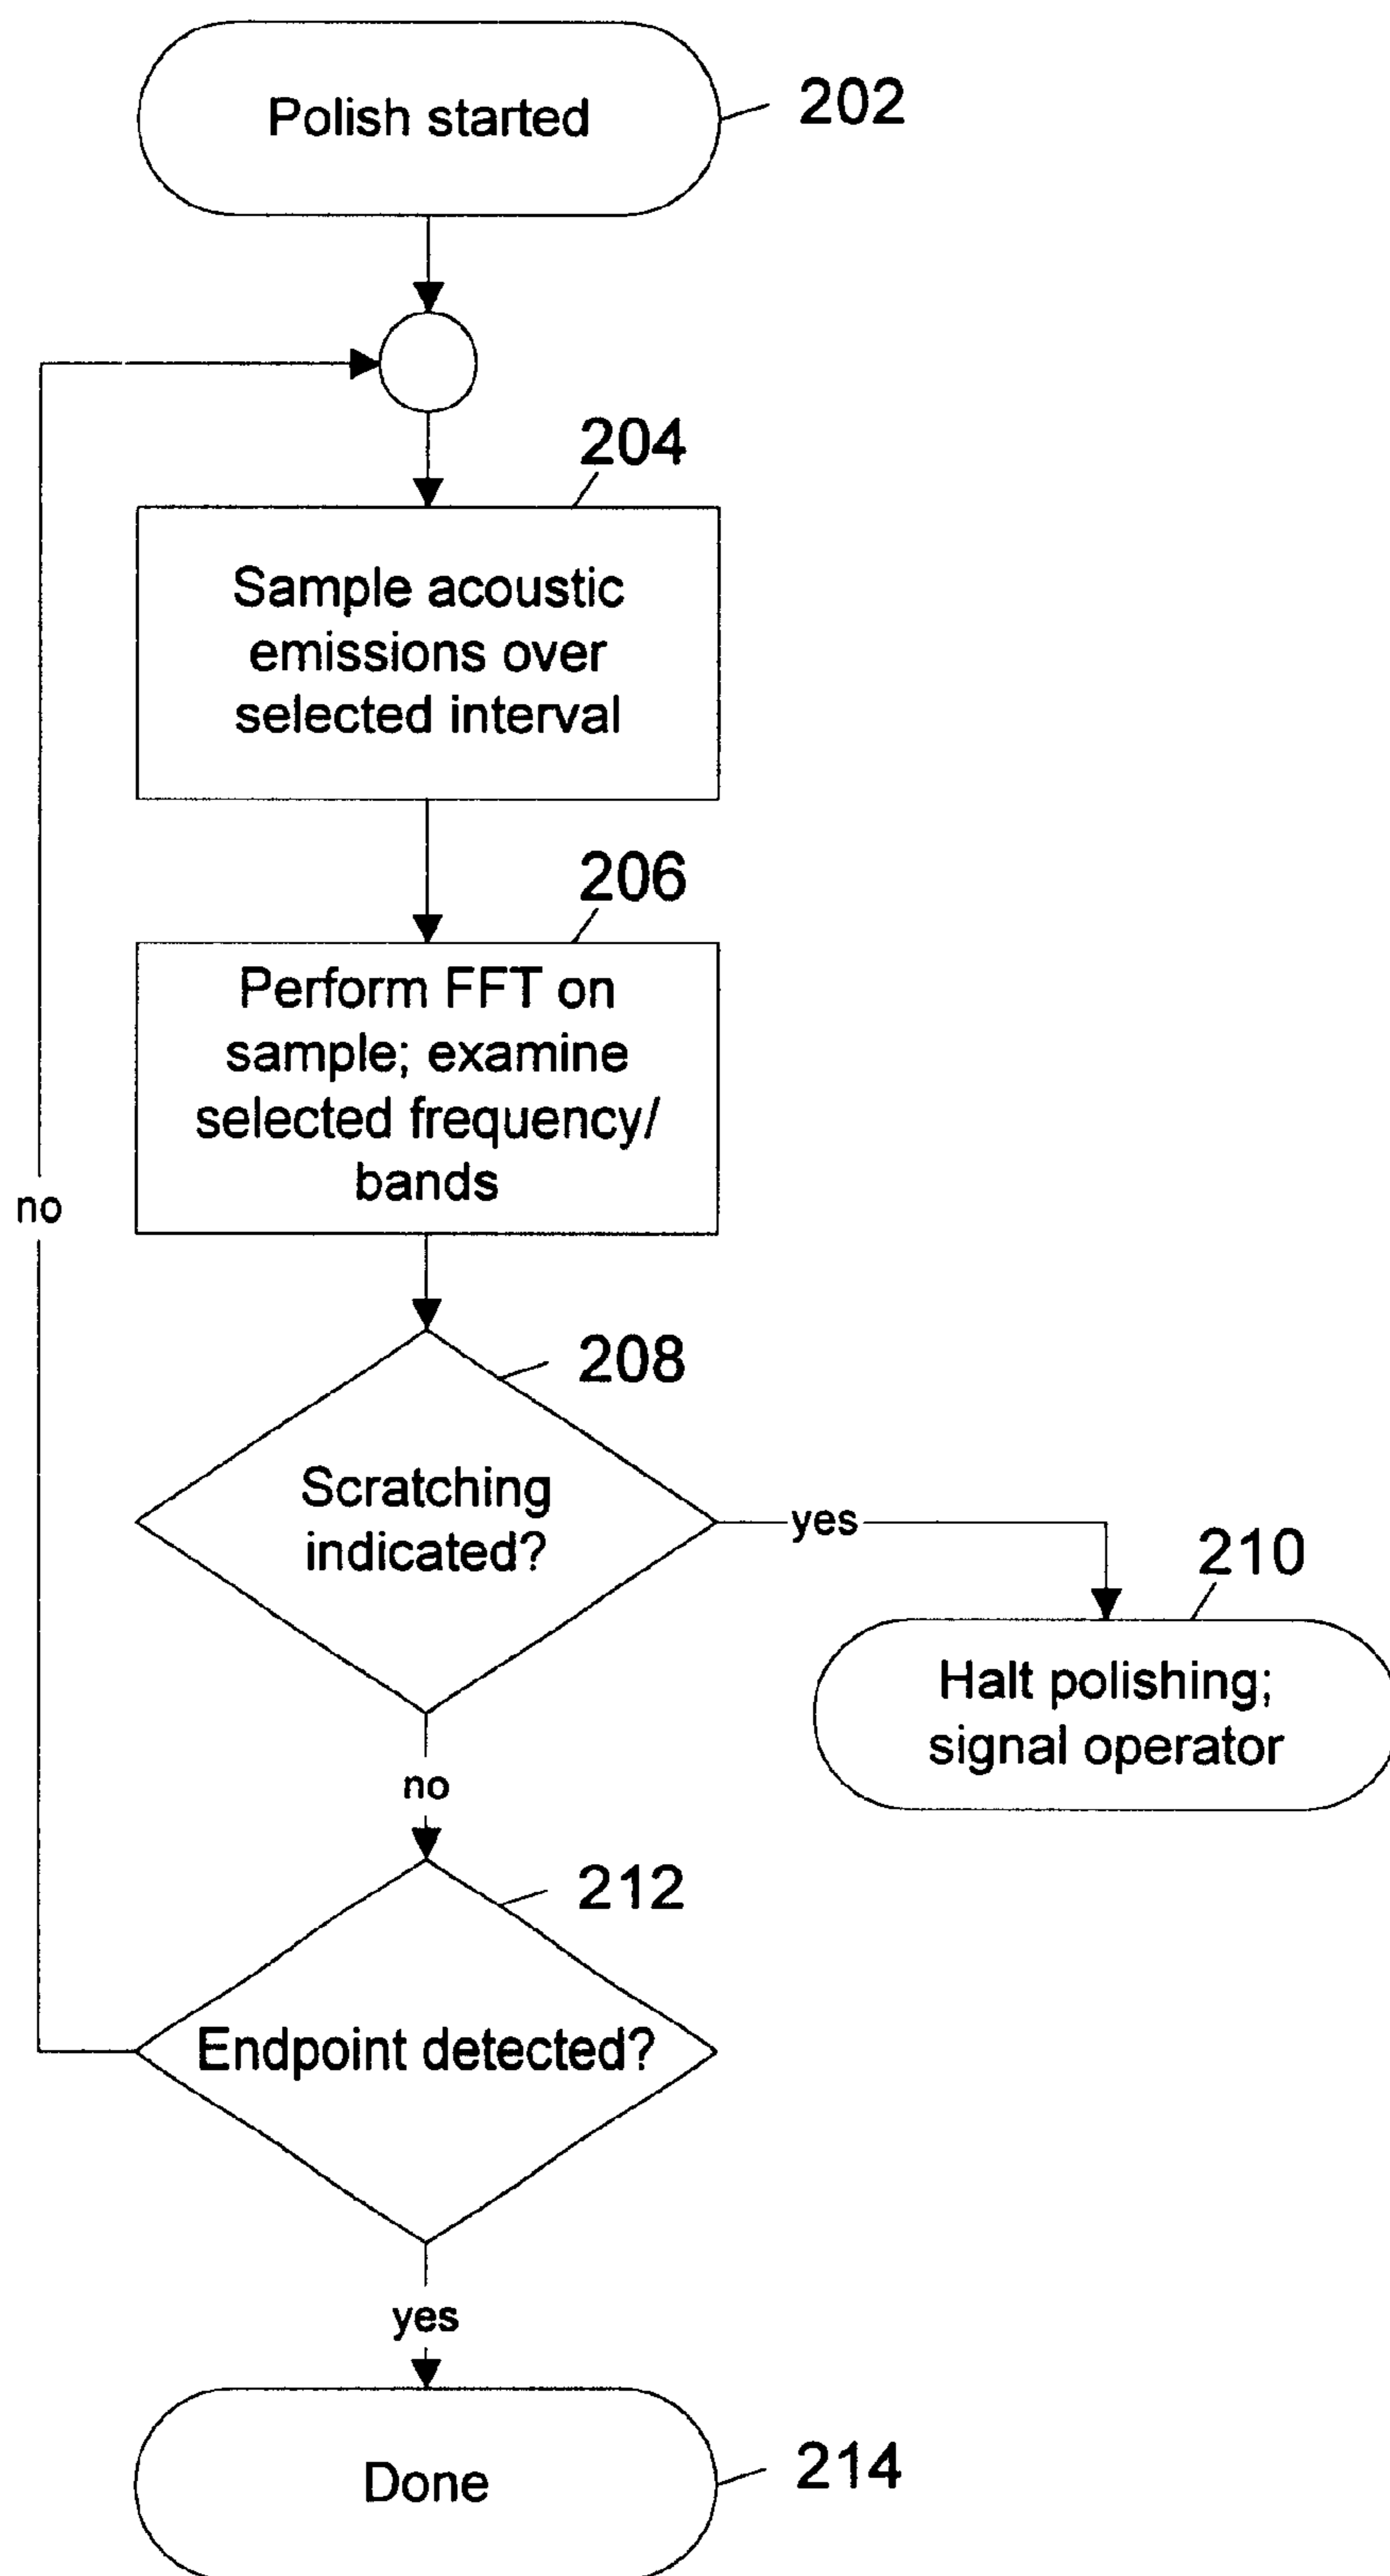 Polish started
202
204
Sample acoustic
emissions over
selected interval
206
Perform FFT on
sample; examine
selected frequency/
bands
no
208
Scratching
indicated?
yes
210
Halt polishing;
signal operator
no
212
Endpoint detected?
yes
Done
214